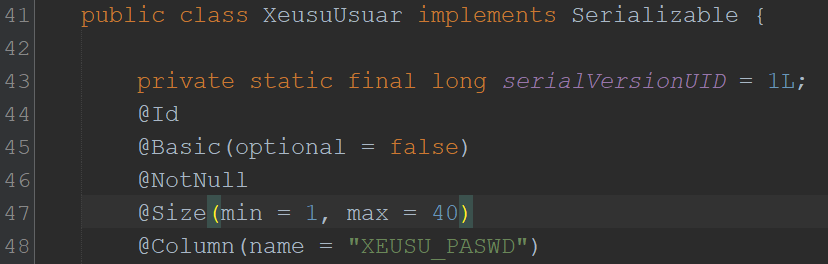 41 public class XeusuUsuar implements Serializable {
42
43 private static final long serialVersionUID = 1L;
44 @Id
45 @Basic(optional = false)
46 @NotNull
47 @Size(min = 1, max = 40)
48 @Column(name = "XEUSU_PASWD")